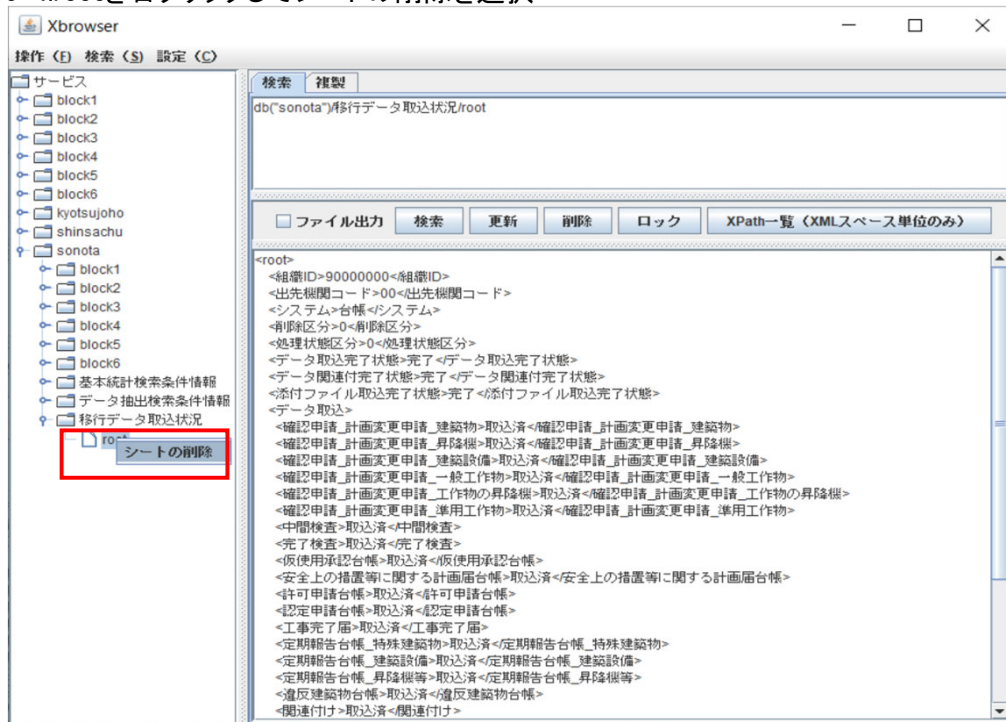 Xbrowser
操作 (F) 検索 (S) 設定 (C)
サービス
block1
block2
block3
block4
block5
block6
kyotsujoho
shinsachu
sonota
block1
block2
block3
block4
block5
block6
基本統計検索条件情報
データ抽出検索条件情報
移行データ取込状況
シートの削除
検索 複製
db("sonota")/移行データ取込状況/root
ファイル出力 検索 更新 削除 ロック XPath一覧（XMLスペース単位のみ）
<root>
<組織ID>90000000</組織ID>
<出先機関コード>00</出先機関コード>
<システム>台帳</システム>
<削除区分>0</削除区分>
<処理状態区分>0</処理状態区分>
<データ取込完了状態>完了</データ取込完了状態>
<データ関連付完了状態>完了</データ関連付完了状態>
<添付ファイル取込完了状態>完了</添付ファイル取込完了状態>
<データ取込>
<確認申請_計画変更申請_建築物>取込済</確認申請_計画変更申請_建築物>
<確認申請_計画変更申請_昇降機>取込済</確認申請_計画変更申請_昇降機>
<確認申請_計画変更申請_建築設備>取込済</確認申請_計画変更申請_建築設備>
<確認申請_計画変更申請_一般工作物>取込済</確認申請_計画変更申請_一般工作物>
<確認申請_計画変更申請_工作物の昇降機>取込済</確認申請_計画変更申請_工作物の昇降機>
<確認申請_計画変更申請_準用工作物>取込済</確認申請_計画変更申請_準用工作物>
<中間検査>取込済</中間検査>
<完了検査>取込済</完了検査>
<仮使用承認台帳>取込済</仮使用承認台帳>
<安全上の措置等に関する計画届台帳>取込済</安全上の措置等に関する計画届台帳>
<許可申請台帳>取込済</許可申請台帳>
<認定申請台帳>取込済</認定申請台帳>
<工事完了届>取込済</工事完了届>
<定期報告台帳_特殊建築物>取込済</定期報告台帳_特殊建築物>
<定期報告台帳_建築設備>取込済</定期報告台帳_建築設備>
<定期報告台帳_昇降機等>取込済</定期報告台帳_昇降機等>
<違反建築物台帳>取込済</違反建築物台帳>
<関連付け>取込済</関連付け>